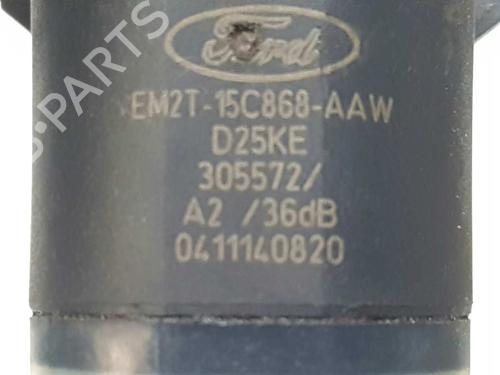 Ford
EM2T-15C868-AAW
D25KE
305572/
A2 /36dB
0411140820
PARTS